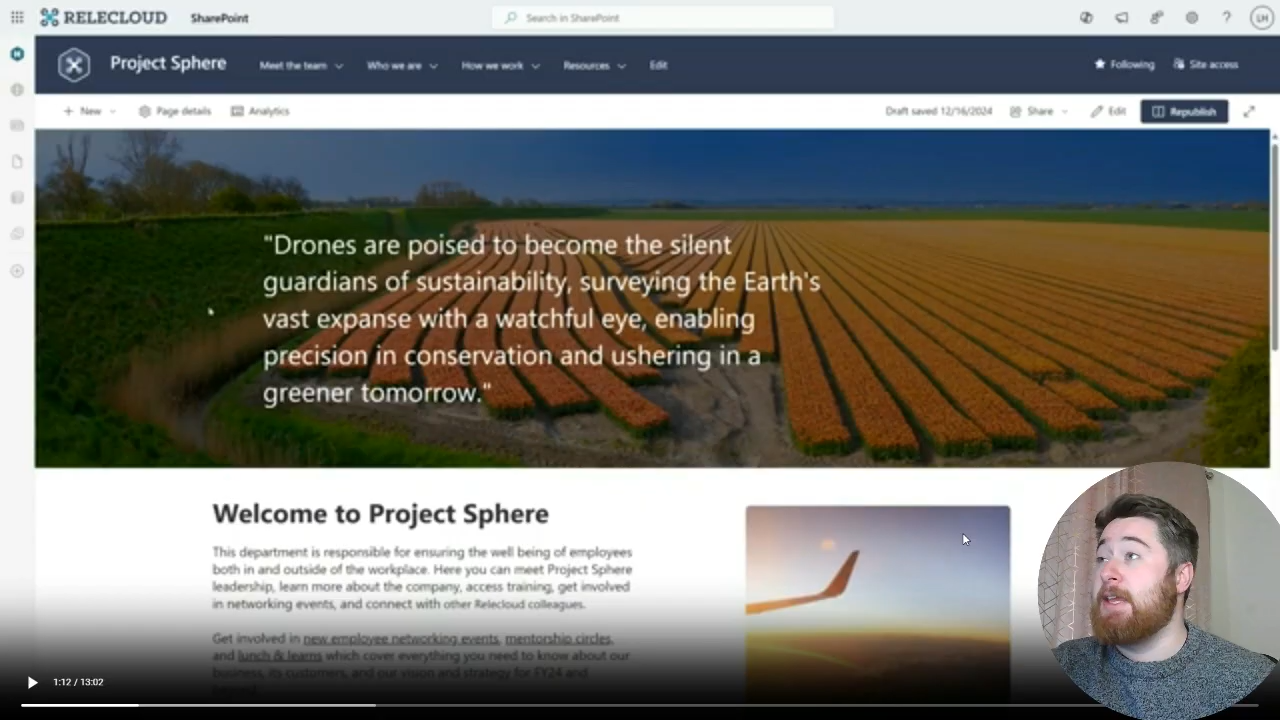 RELECLOUD SharePoint Search in SharePoint ? LH
Project Sphere Meet the team Who we are How we work Resources Edit Following Site access
+ New Page details Analytics Draft saved 12/16/2024 Share Edit Republish
"Drones are poised to become the silent
guardians of sustainability, surveying the Earth's
vast expanse with a watchful eye, enabling
precision in conservation and ushering in a
greener tomorrow."
Welcome to Project Sphere
This department is responsible for ensuring the well being of employees
both in and outside of the workplace. Here you can meet Project Sphere
leadership, learn more about the company, access training, get involved
in networking events, and connect with other Relecloud colleagues.
Get involved in new employee networking events, mentorship circles,
and lunch & learns which cover everything you need to know about our
business, its customers, and our vision and strategy for FY24 and
beyond.
1:12 / 13:02